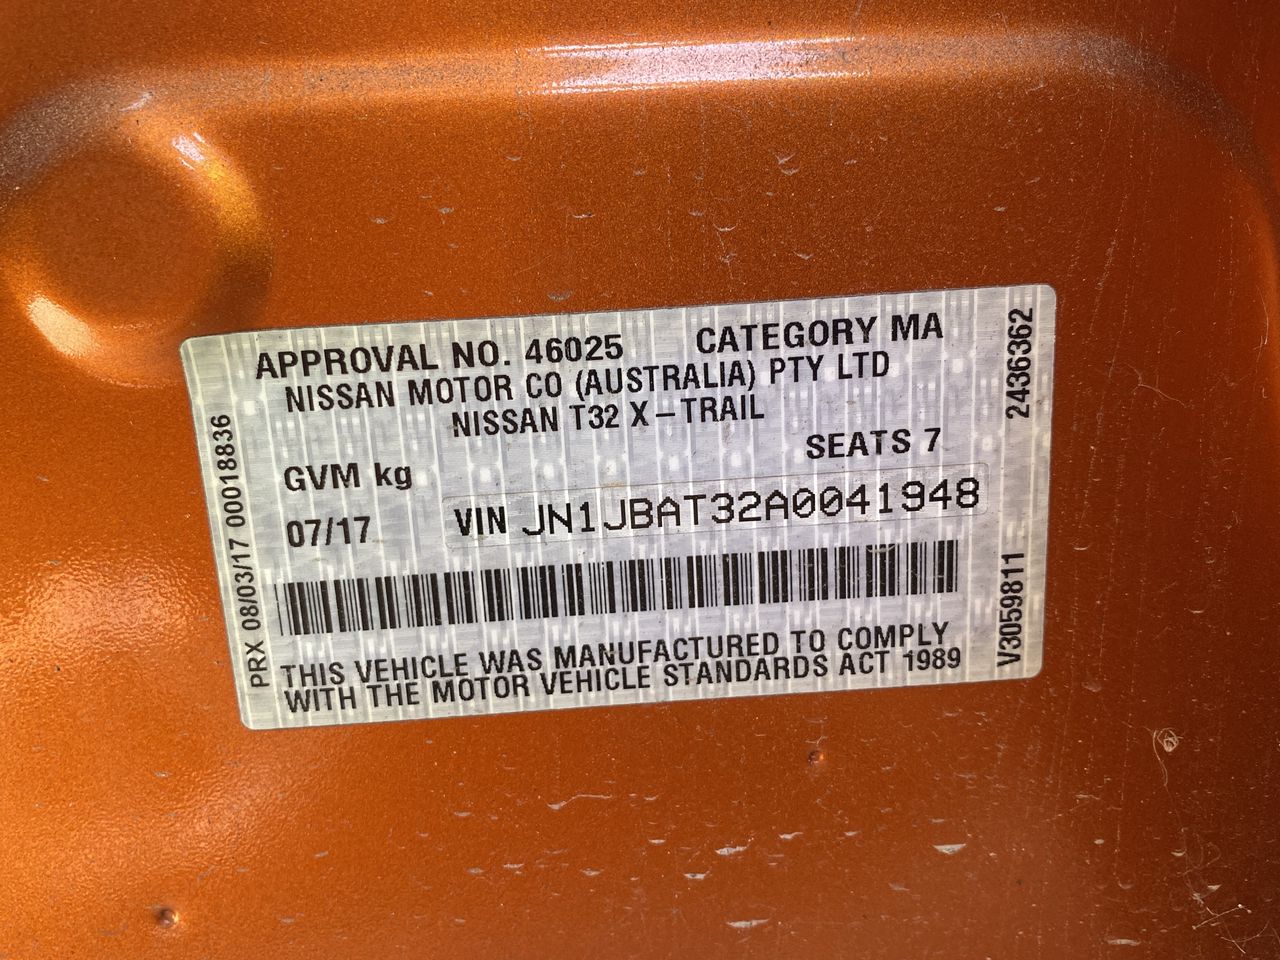 APPROVAL NO. 46025 CATEGORY MA
NISSAN MOTOR CO (AUSTRALIA) PTY LTD
NISSAN T32 X-TRAIL
SEATS 7
GVM kg
07/17 VIN JN1JBAT32A0041948
THIS VEHICLE WAS MANUFACTURED TO COMPLY
WITH THE MOTOR VEHICLE STANDARDS ACT 1989
PRX 08/03/17 00018836
2436362
V3059811